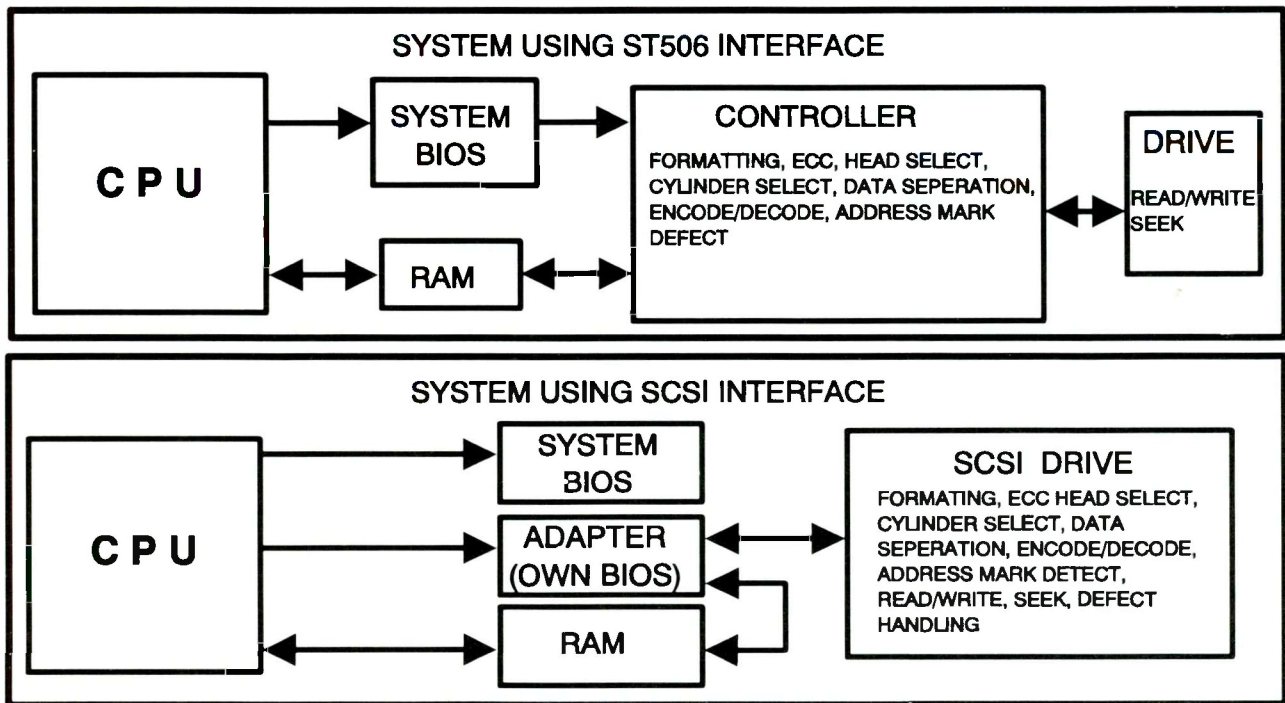 SYSTEM USING ST506 INTERFACE
CPU
SYSTEM
BIOS
RAM
CONTROLLER
FORMATTING, ECC, HEAD SELECT,
CYLINDER SELECT, DATA SEPERATION,
ENCODE/DECODE, ADDRESS MARK
DEFECT
DRIVE
READ/WRITE
SEEK
SYSTEM USING SCSI INTERFACE
CPU
SYSTEM
BIOS
ADAPTER
(OWN BIOS)
RAM
SCSI DRIVE
FORMATING, ECC HEAD SELECT,
CYLINDER SELECT, DATA
SEPERATION, ENCODE/DECODE,
ADDRESS MARK DETECT,
READ/WRITE, SEEK, DEFECT
HANDLING